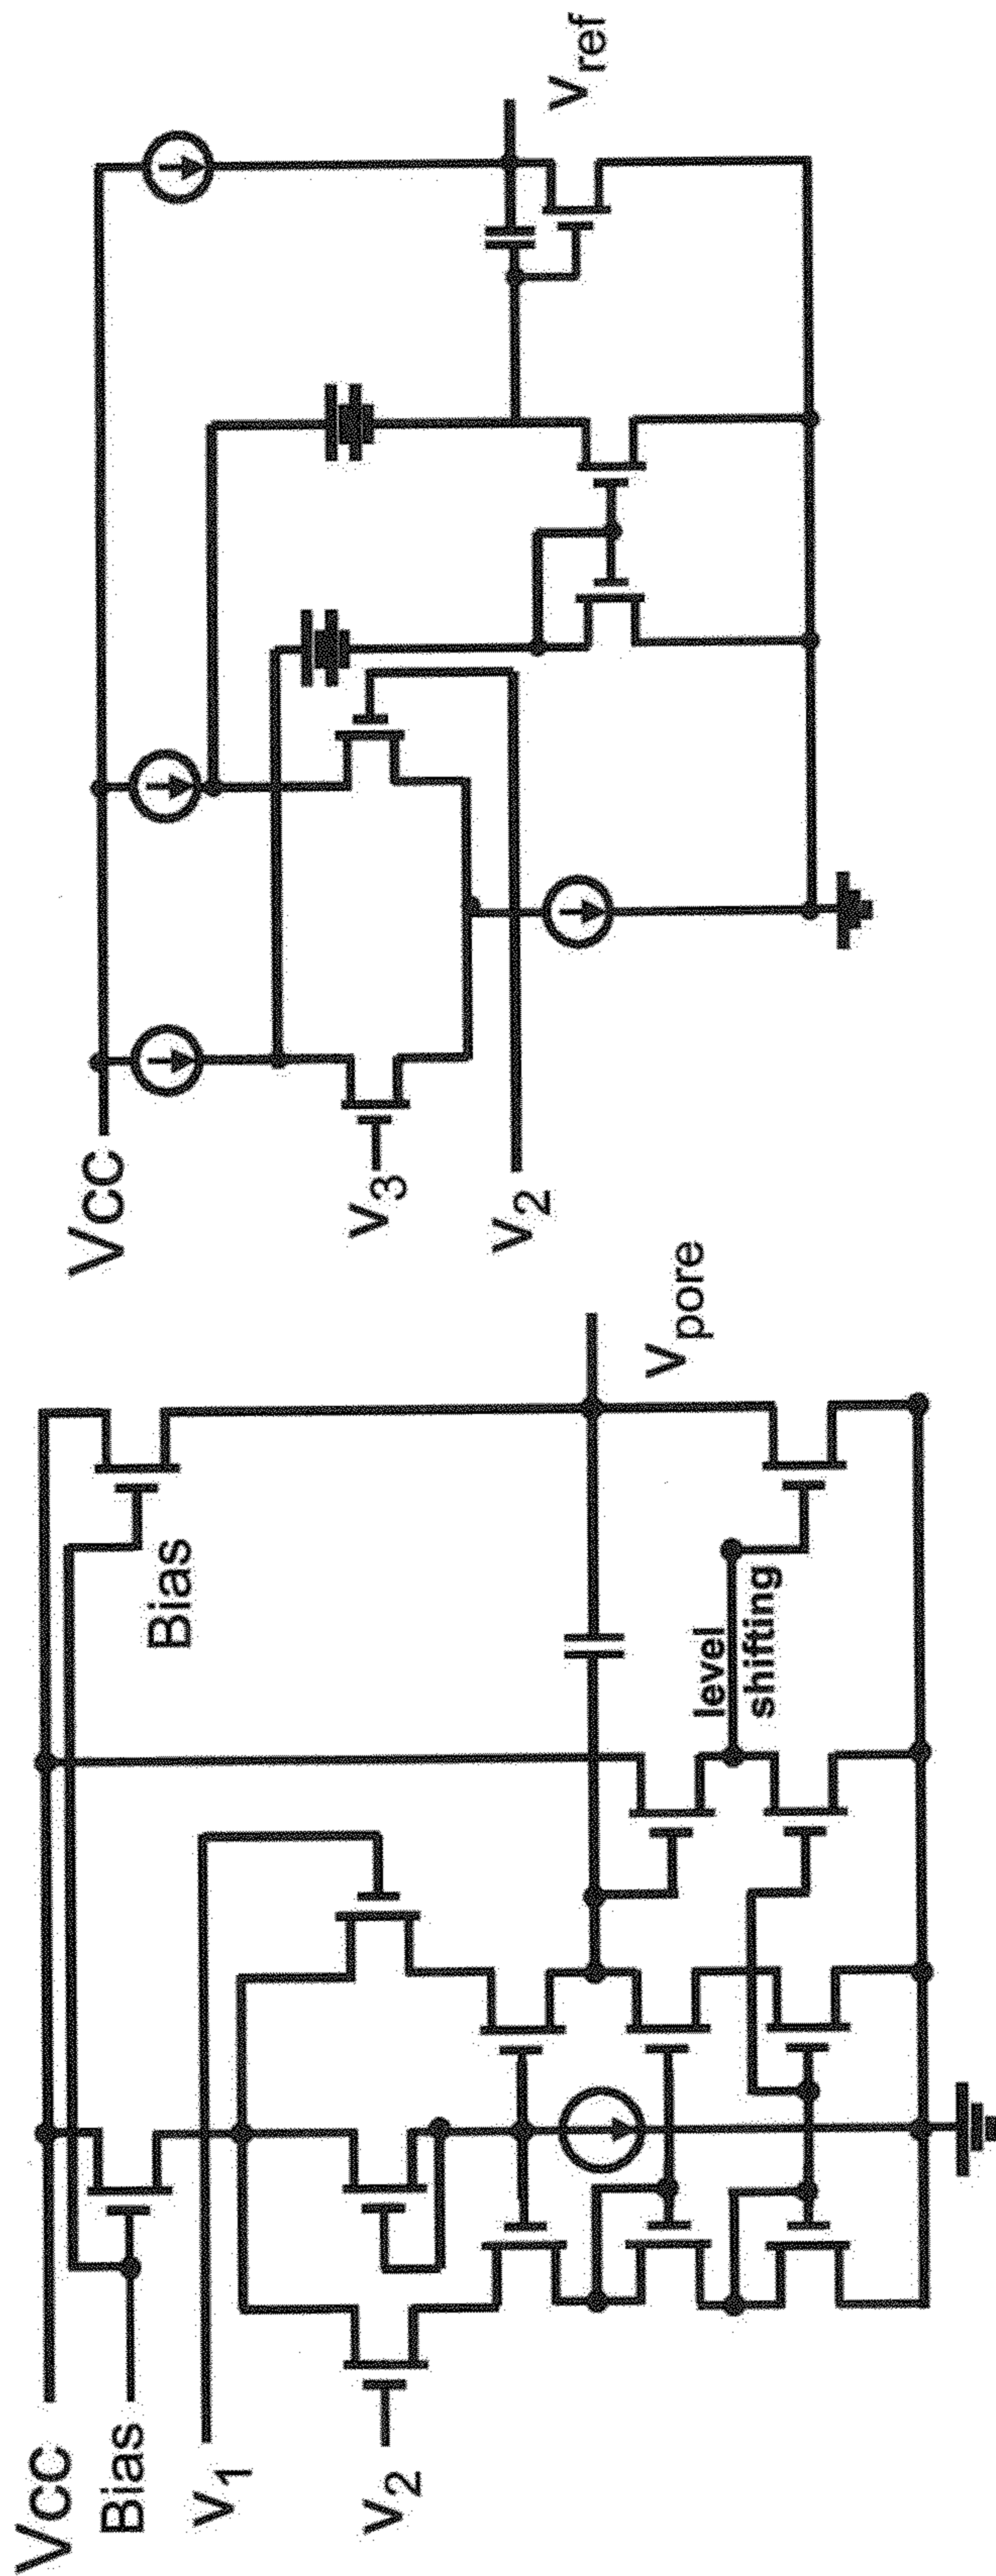 Vcc
Bias
v1
v2
Bias
level
shifting
vpore
Vcc
v3
v2
vref